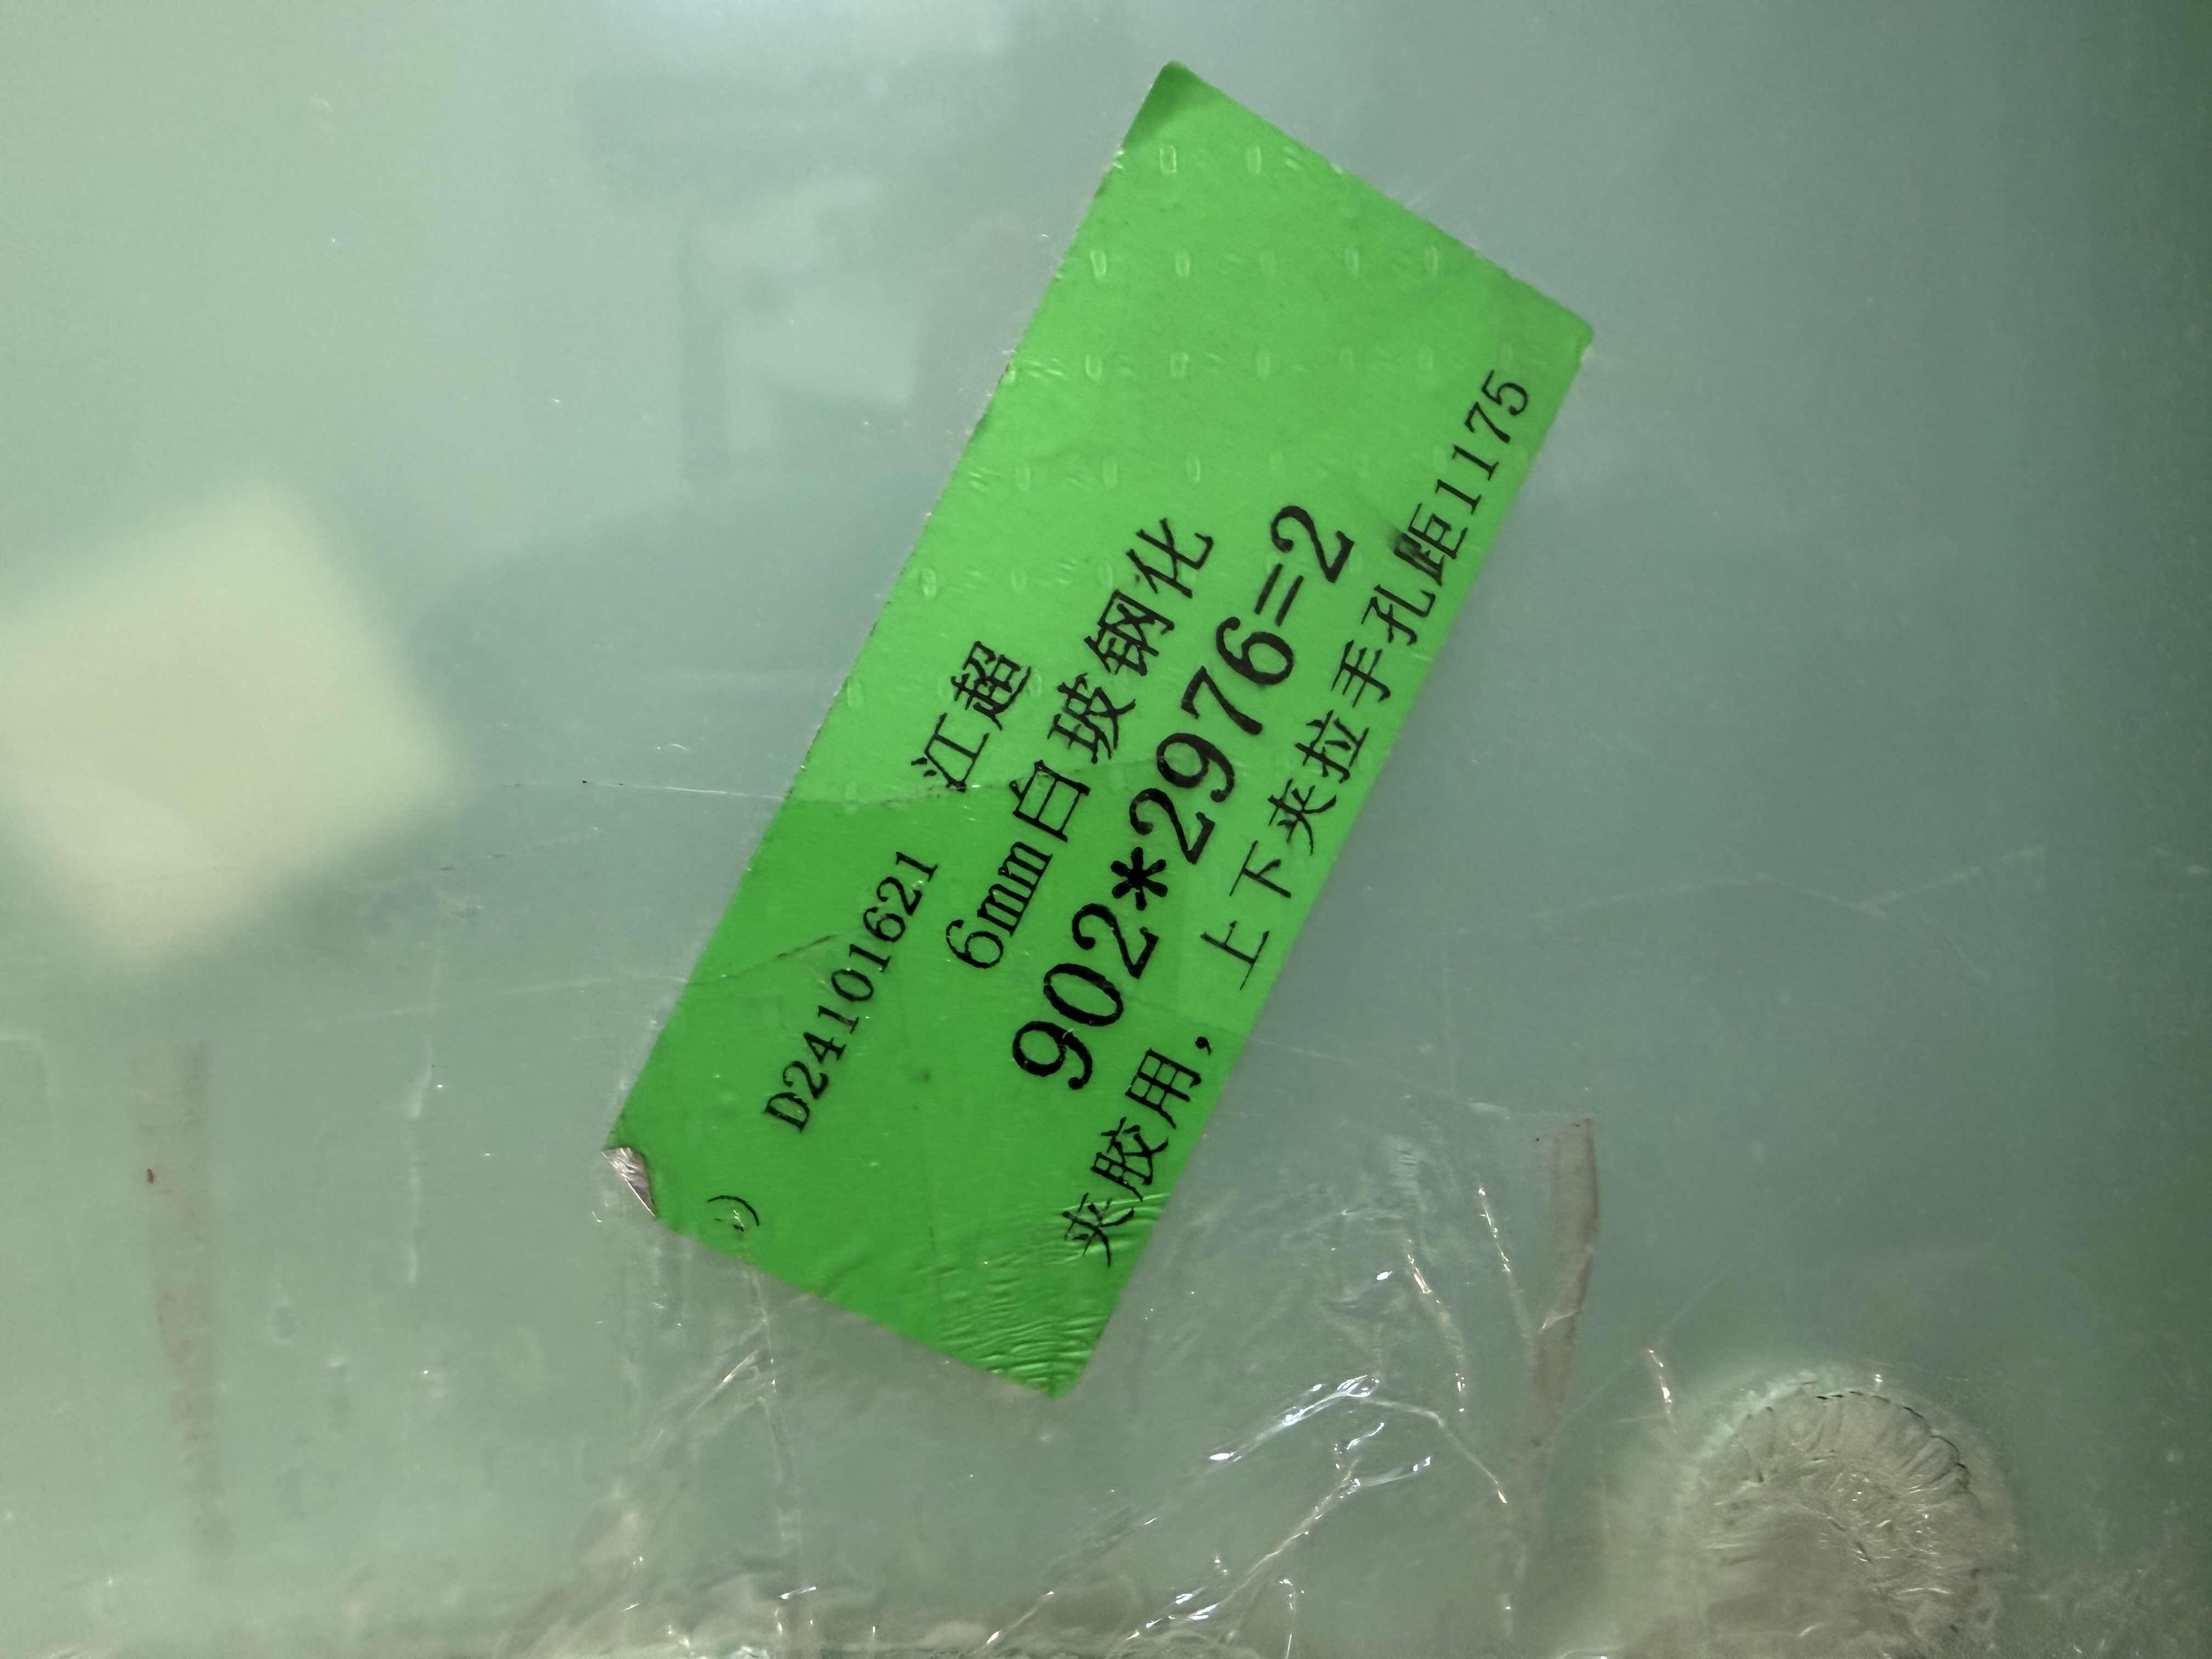 D24101621 江超
6mm白玻钢化
902*2976=2
夹胶用，上下夹拉手孔距1175